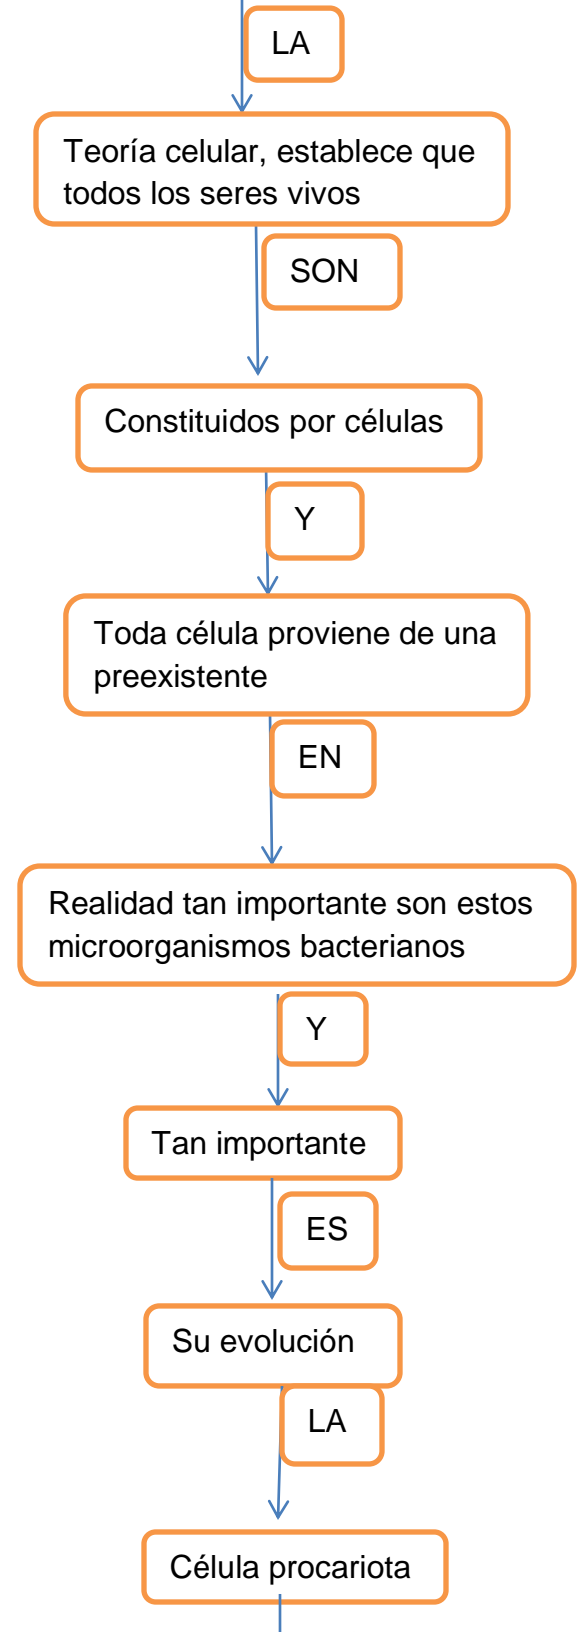 LA
Teoría celular, establece que
todos los seres vivos
SON
Constituidos por células
Y
Toda célula proviene de una
preexistente
EN
Realidad tan importante son estos
microorganismos bacterianos
Y
Tan importante
ES
Su evolución
LA
Célula procariota